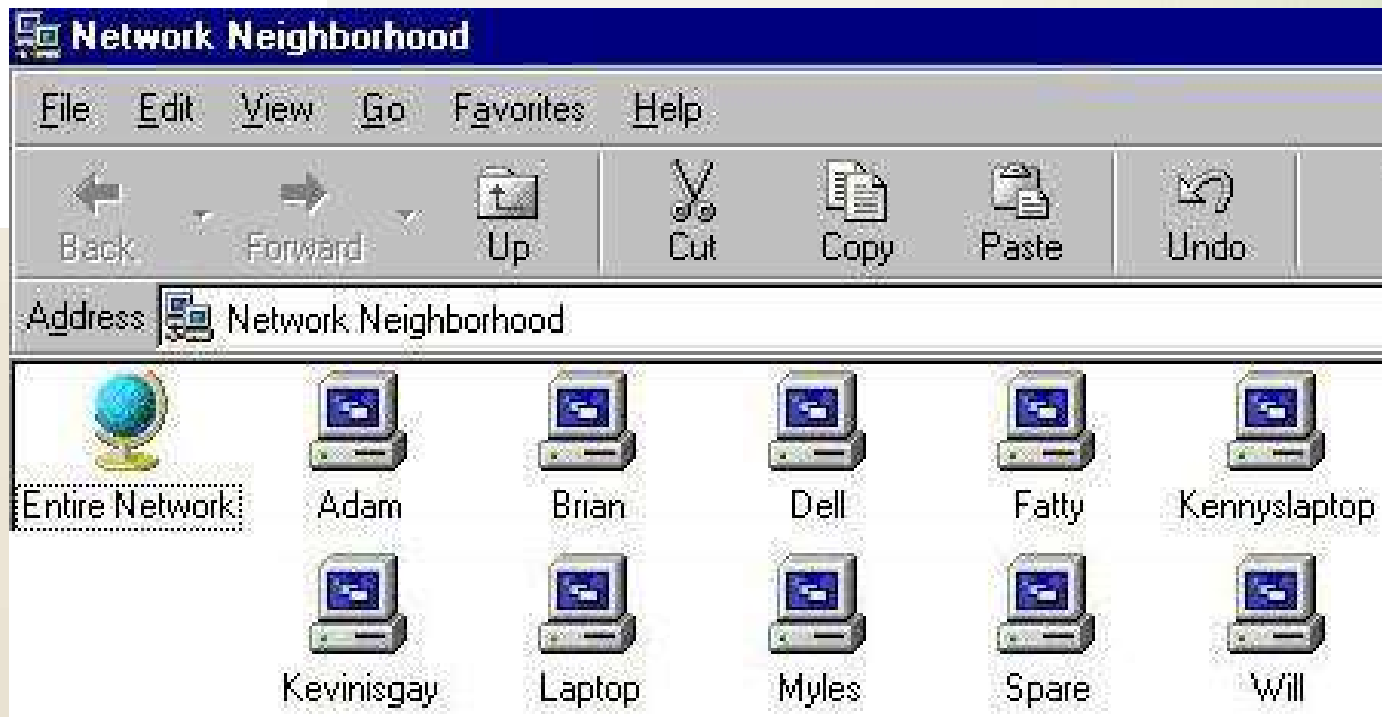 Network Neighborhood
File Edit View Go Favorites Help
Back Forward Up Cut Copy Paste Undo
Address Network Neighborhood
Entire Network Adam Brian Dell Fatty Kennyslaptop
Kevinisgay Laptop Myles Spare Will